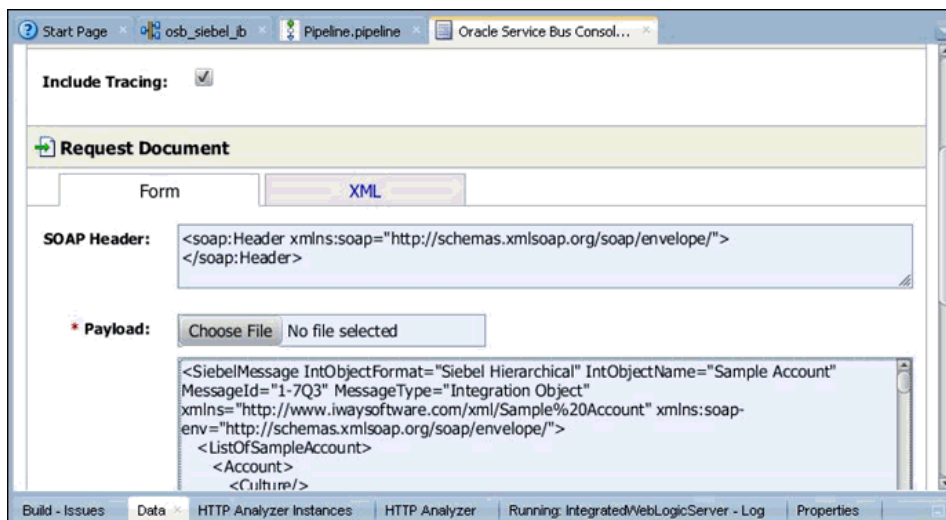 Start Page osb_siebel_ib Pipeline.pipeline Oracle Service Bus Consol...
Include Tracing:
Request Document
Form XML
SOAP Header: <soap:Header xmlns:soap="http://schemas.xmlsoap.org/soap/envelope/">
</soap:Header>
* Payload: Choose File No file selected
<SiebelMessage IntObjectFormat="Siebel Hierarchical" IntObjectName="Sample Account"
MessageId="1-7Q3" MessageType="Integration Object"
xmlns="http://www.iwaysoftware.com/xml/Sample%20Account" xmlns:soap-
env="http://schemas.xmlsoap.org/soap/envelope/">
<ListOfSampleAccount>
<Account>
<Culture/>
Build - Issues Data HTTP Analyzer Instances HTTP Analyzer Running: IntegratedWebLogicServer - Log Properties